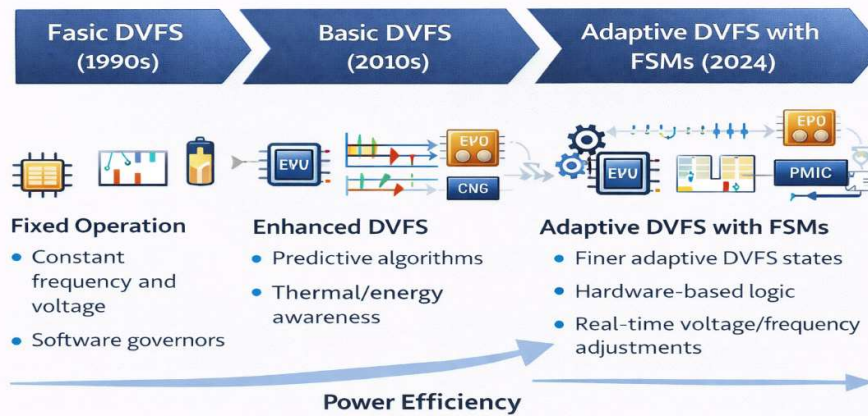 Fasic DVFS
(1990s)
Basic DVFS
(2010s)
Adaptive DVFS with
FSMs (2024)
EVU
EVO
CNG
EVU
EPO
PMIC
Fixed Operation
• Constant
frequency and
voltage
• Software governors
Enhanced DVFS
• Predictive algorithms
• Thermal/energy
awareness
Adaptive DVFS with FSMs
• Finer adaptive DVFS states
• Hardware-based logic
• Real-time voltage/frequency
adjustments
Power Efficiency